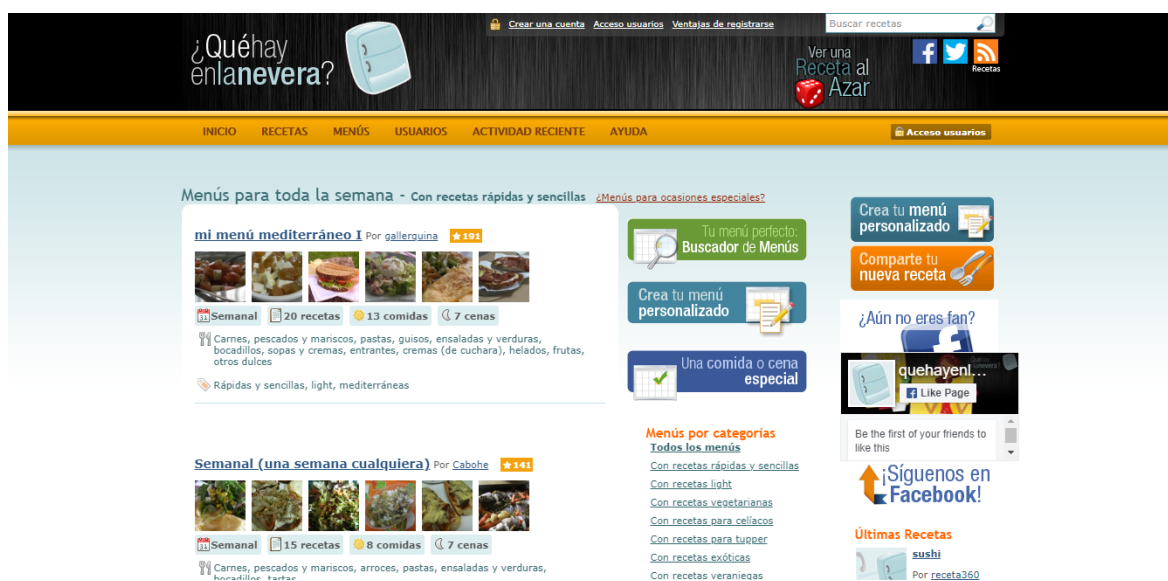 ¿Quéhay
enlanevera?
Crear una cuenta Acceso usuarios Ventajas de registrarse
Buscar recetas
Ver una
Receta al
Azar
Recetas
INICIO RECETAS MENÚS USUARIOS ACTIVIDAD RECIENTE AYUDA
Acceso usuarios
Menús para toda la semana - Con recetas rápidas y sencillas ¿Menús para ocasiones especiales?
mi menú mediterráneo I Por gallerquina 191
Semanal 20 recetas 13 comidas 7 cenas
Carnes, pescados y mariscos, pastas, guisos, ensaladas y verduras,
bocadillos, sopas y cremas, entrantes, cremas (de cuchara), helados, frutas,
otros dulces
Rápidas y sencillas, light, mediterráneas
Semanal (una semana cualquiera) Por Cabohe 141
Semanal 15 recetas 8 comidas 7 cenas
Carnes, pescados y mariscos, arroces, pastas, ensaladas y verduras,
bocadillos, tartas
Tu menú perfecto:
Buscador de Menús
Crea tu menú
personalizado
Una comida o cena
especial
Menús por categorías
Todos los menús
Con recetas rápidas y sencillas
Con recetas light
Con recetas vegetarianas
Con recetas para celíacos
Con recetas para tupper
Con recetas exóticas
Con recetas veraniegas
Crea tu menú
personalizado
Comparte tu
nueva receta
¿Aún no eres fan?
quehayenl...
Like Page
Be the first of your friends to
like this
¡Síguenos en
Facebook!
Últimas Recetas
sushi
Por receta360